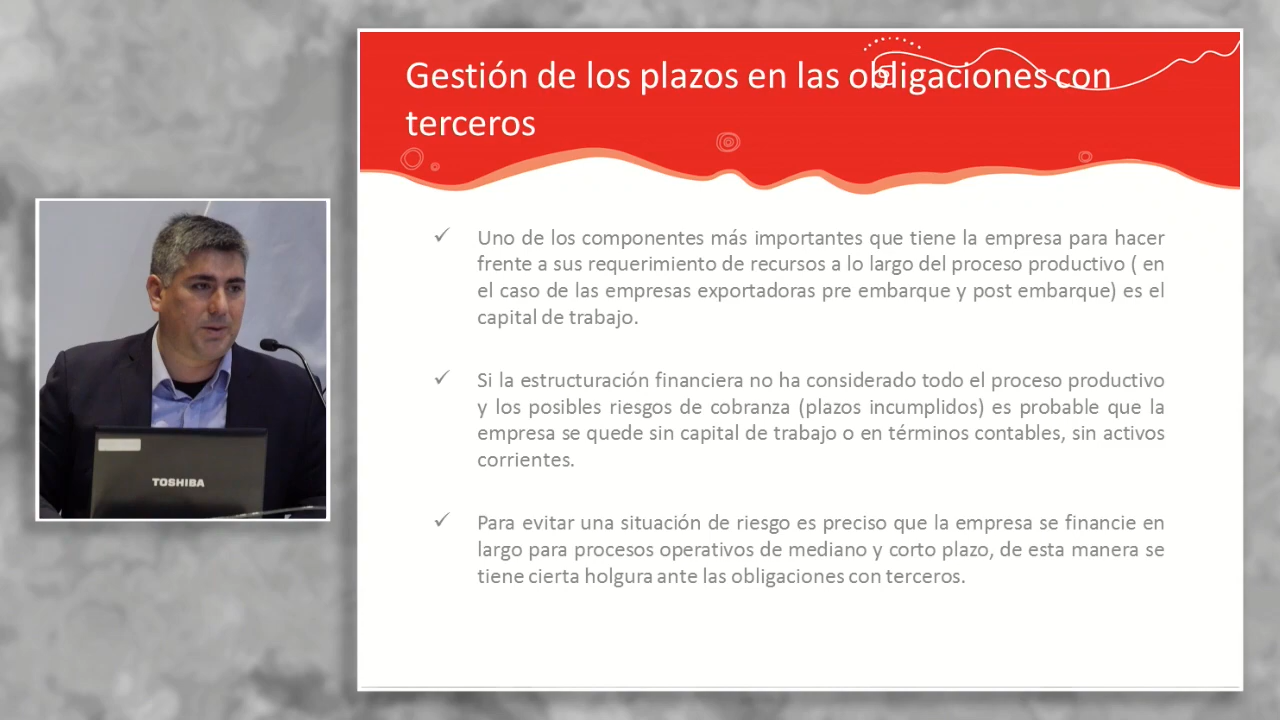 Gestión de los plazos en las obligaciones con
terceros
✓ Uno de los componentes más importantes que tiene la empresa para hacer
frente a sus requerimiento de recursos a lo largo del proceso productivo ( en
el caso de las empresas exportadoras pre embarque y post embarque) es el
capital de trabajo.
✓ Si la estructuración financiera no ha considerado todo el proceso productivo
y los posibles riesgos de cobranza (plazos incumplidos) es probable que la
empresa se quede sin capital de trabajo o en términos contables, sin activos
corrientes.
✓ Para evitar una situación de riesgo es preciso que la empresa se financie en
largo para procesos operativos de mediano y corto plazo, de esta manera se
tiene cierta holgura ante las obligaciones con terceros.
TOSHIBA